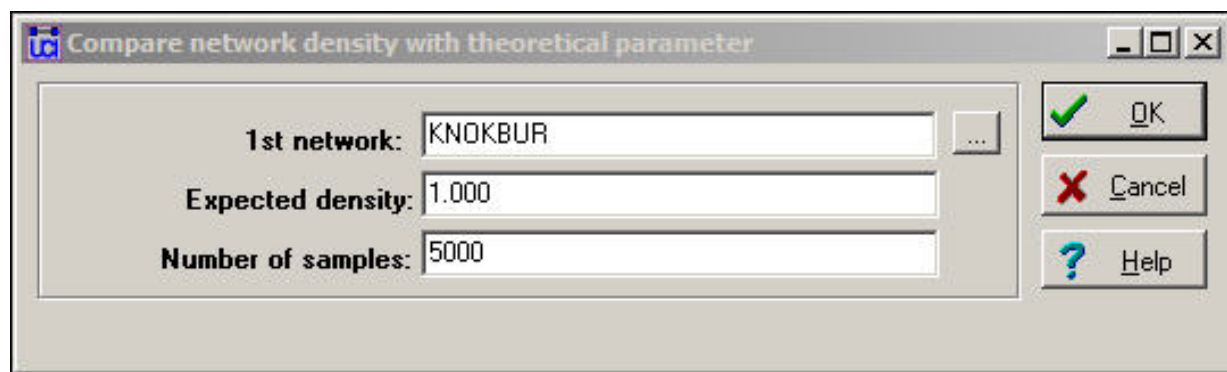 Compare network density with theoretical parameter
1st network: KNOKBUR ...
Expected density: 1.000
Number of samples: 5000
OK
Cancel
Help